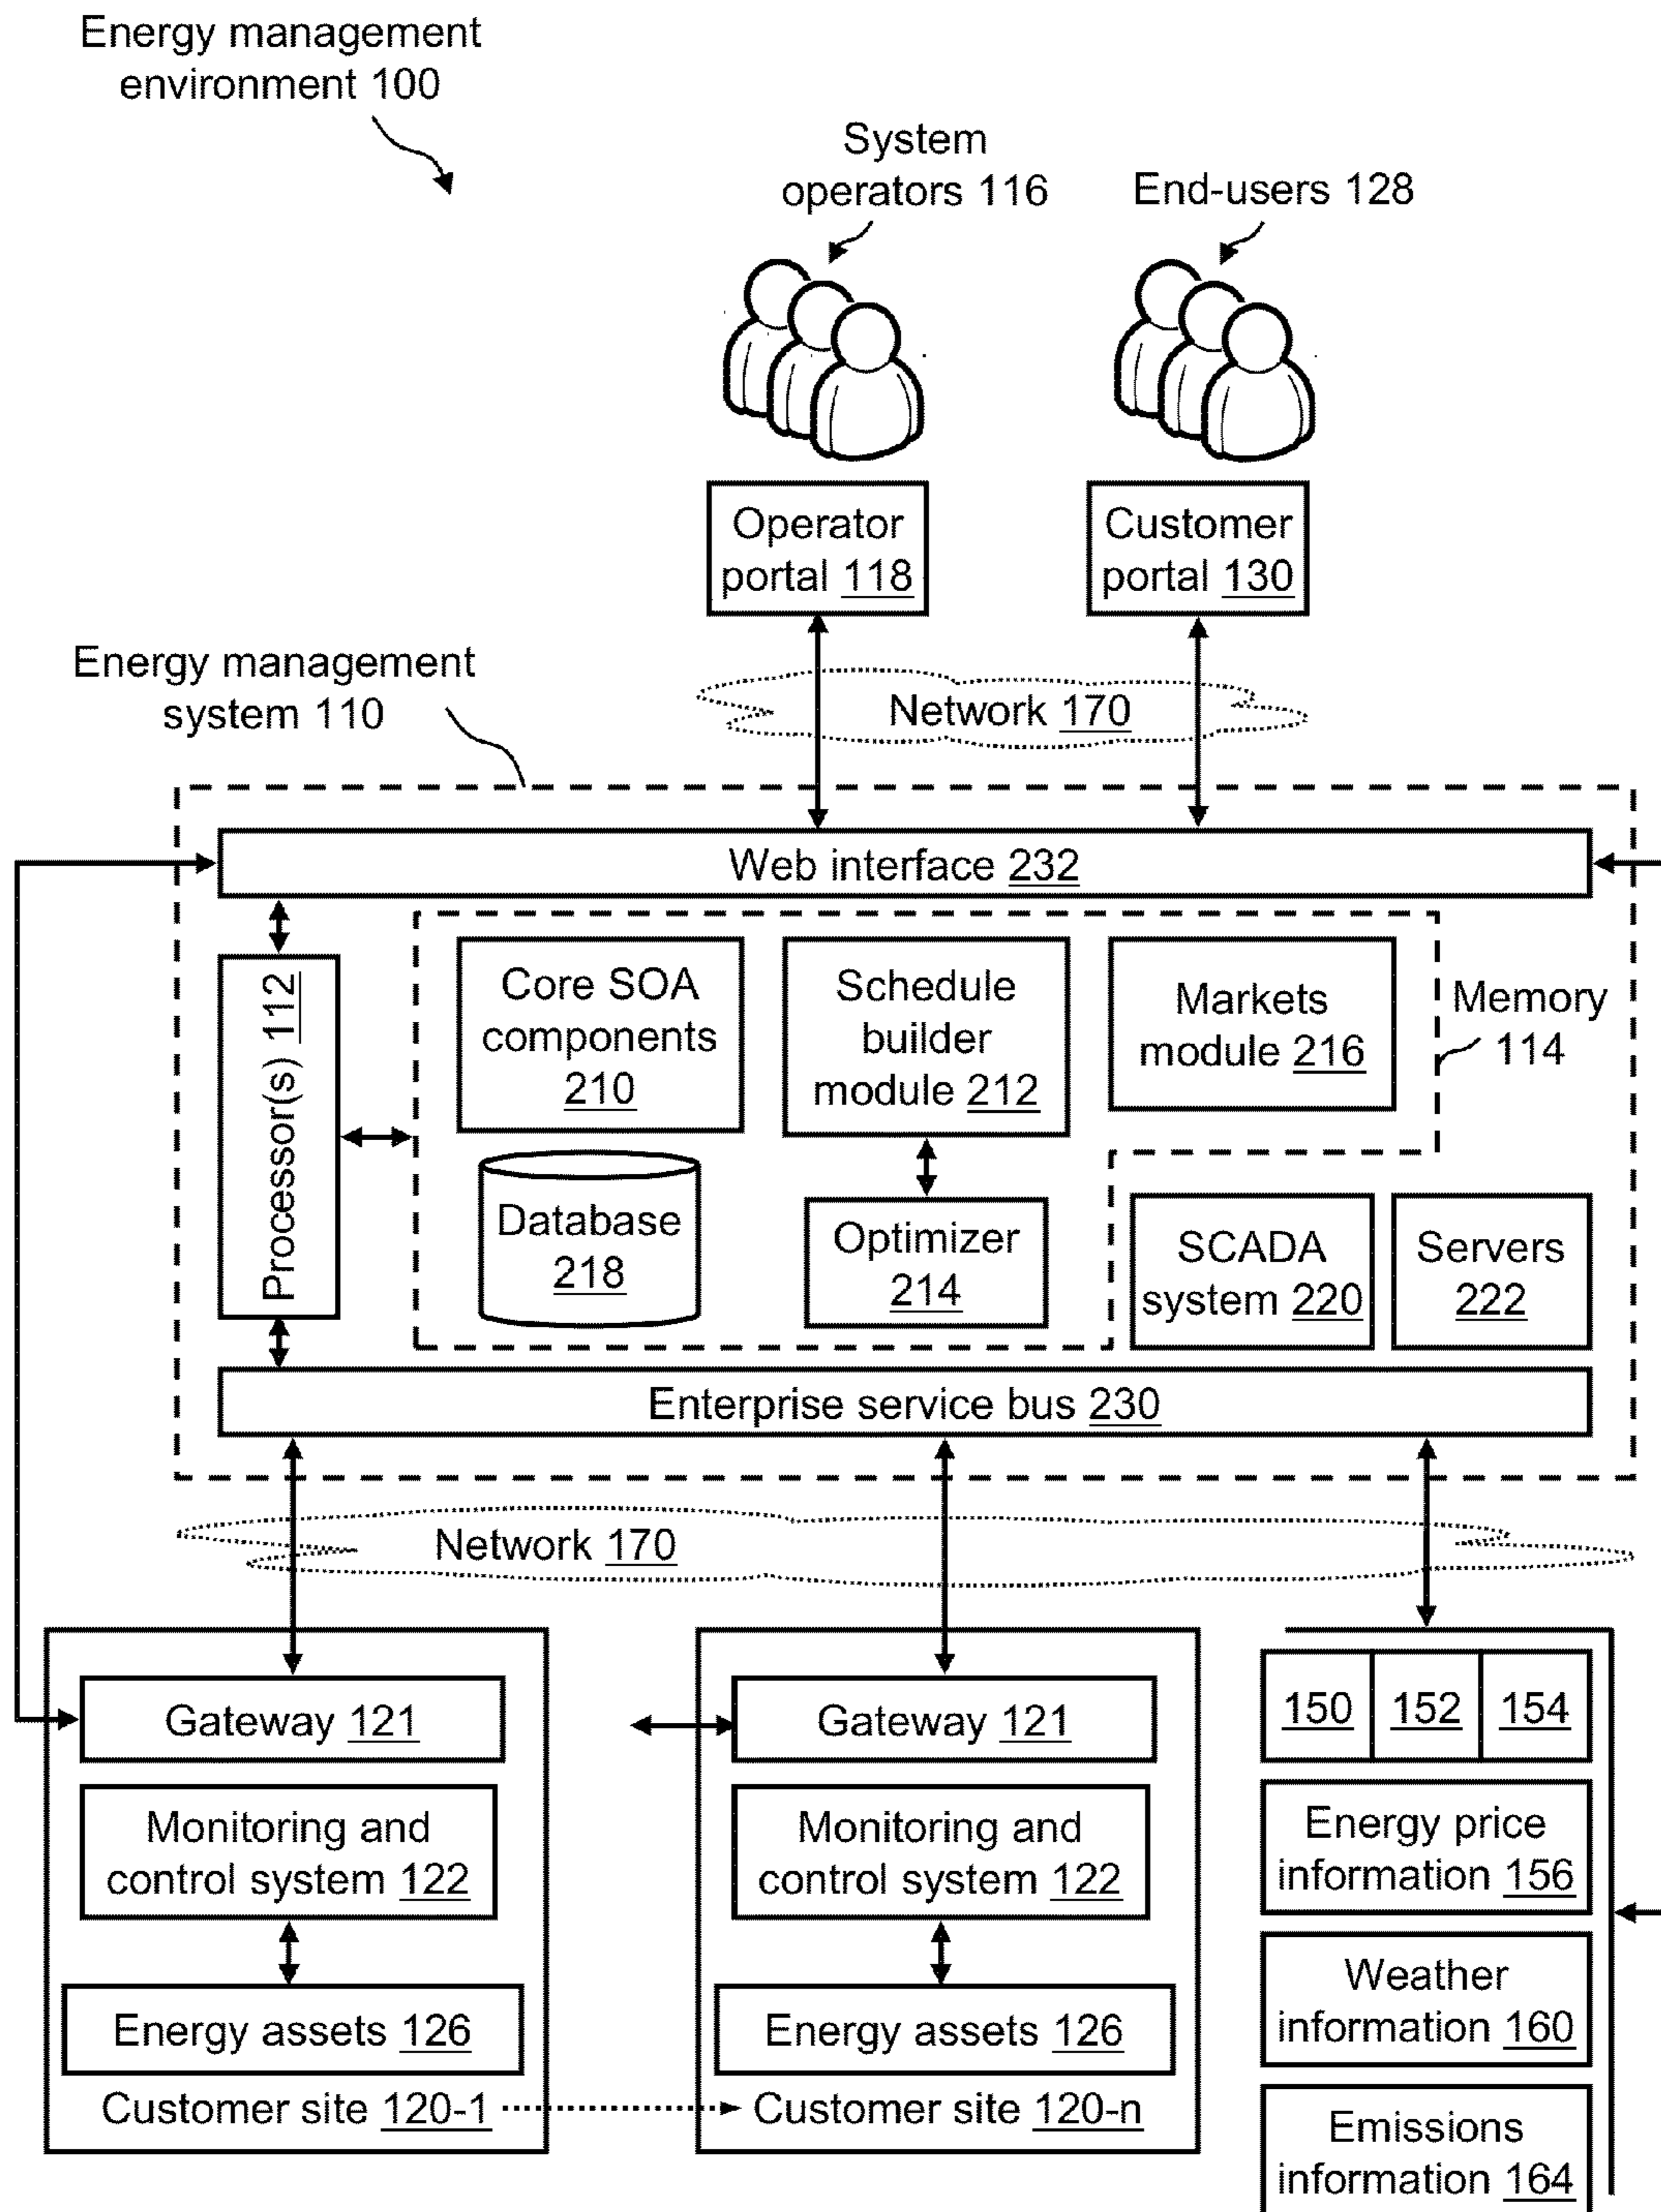 Energy management
environment 100
System
operators 116
End-users 128
Operator
portal 118
Customer
portal 130
Energy management
system 110
Network 170
Web interface 232
Processor(s) 112
Core SOA
components
210
Schedule
builder
module 212
Markets
module 216
Memory
114
Database
218
Optimizer
214
SCADA
system 220
Servers
222
Enterprise service bus 230
Network 170
Gateway 121
Monitoring and
control system 122
Energy assets 126
Customer site 120-1
Gateway 121
Monitoring and
control system 122
Energy assets 126
Customer site 120-n
150
152
154
Energy price
information 156
Weather
information 160
Emissions
information 164